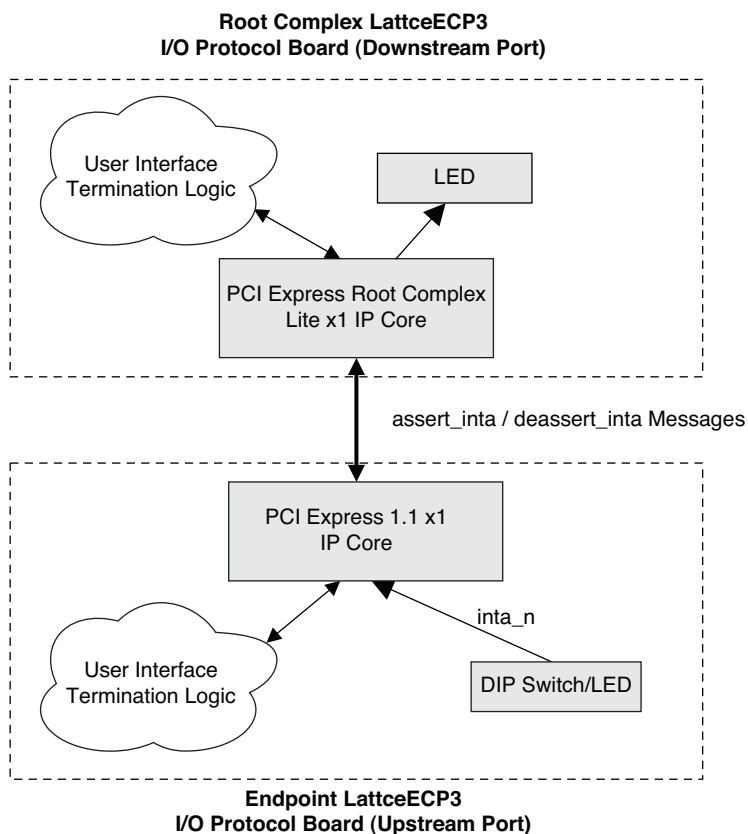 Root Complex LattceECP3
I/O Protocol Board (Downstream Port)
User Interface
Termination Logic
LED
PCI Express Root Complex
Lite x1 IP Core
assert_inta / deassert_inta Messages
PCI Express 1.1 x1
IP Core
inta_n
User Interface
Termination Logic
DIP Switch/LED
Endpoint LattceECP3
I/O Protocol Board (Upstream Port)